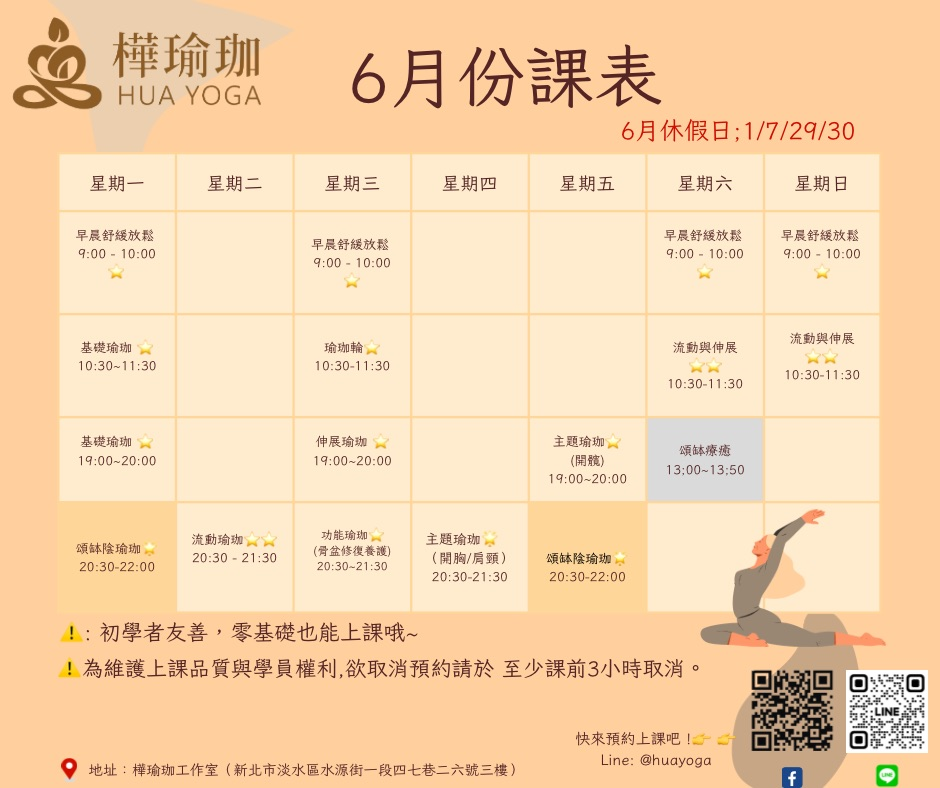 樺瑜珈
HUA YOGA
6月份課表
6月休假日;1/7/29/30
星期一 星期二 星期三 星期四 星期五 星期六 星期日
早晨舒緩放鬆
9:00 - 10:00
⭐
早晨舒緩放鬆
9:00 - 10:00
⭐
早晨舒緩放鬆
9:00 - 10:00
⭐
早晨舒緩放鬆
9:00 - 10:00
⭐
基礎瑜珈 ⭐
10:30~11:30
瑜珈輪⭐
10:30-11:30
流動與伸展
⭐⭐
10:30-11:30
流動與伸展
⭐⭐
10:30-11:30
基礎瑜珈 ⭐
19:00~20:00
伸展瑜珈 ⭐
19:00~20:00
主題瑜珈⭐
(開髖)
19:00~20:00
頌缽療癒
13;00~13;50
頌缽陰瑜珈⭐
20:30-22:00
流動瑜珈⭐⭐
20:30 - 21:30
功能瑜珈⭐
(骨盆修復養護)
20:30~21:30
主題瑜珈⭐
（開胸/肩頸）
20:30-21:30
頌缽陰瑜珈⭐
20:30-22:00
⚠️: 初學者友善，零基礎也能上課哦~
⚠️為維護上課品質與學員權利,欲取消預約請於 至少課前3小時取消。
快來預約上課吧 !👉 👉
Line: @huayoga
LINE
地址：樺瑜珈工作室（新北市淡水區水源街一段四七巷二六號三樓）
LINE